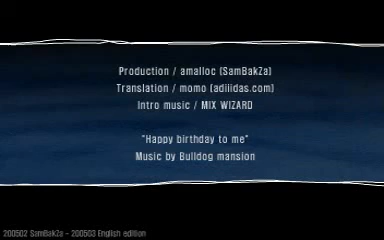 Production / amalloc (SamBakZa)
Translation / momo (adiiidas.com)
Intro music / MIX WIZARD
"Happy birthday to me"
Music by Bulldog mansion
200502 SamBakZa - 200503 English edition